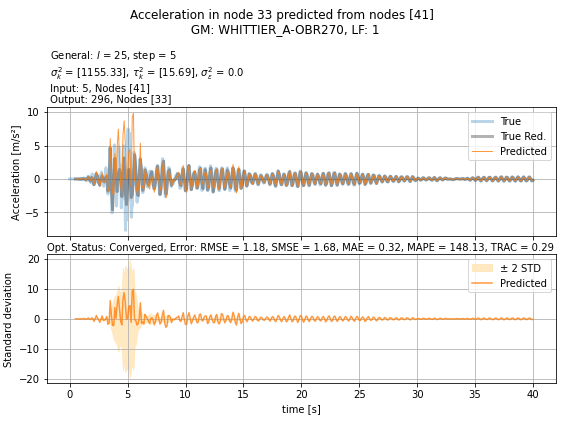 Acceleration in node 33 predicted from nodes [41]
GM: WHITTIER_A-OBR270, LF: 1
General: l = 25, step = 5
σ²ₖ = [1155.33], τ²ₖ = [15.69], σ²ε = 0.0
Input: 5, Nodes [41]
Output: 296, Nodes [33]
Acceleration [m/s²]
10
5
0
−5
True
True Red.
Predicted
Opt. Status: Converged, Error: RMSE = 1.18, SMSE = 1.68, MAE = 0.32, MAPE = 148.13, TRAC = 0.29
Standard deviation
20
10
0
−10
−20
± 2 STD
Predicted
0 5 10 15 20 25 30 35 40
time [s]